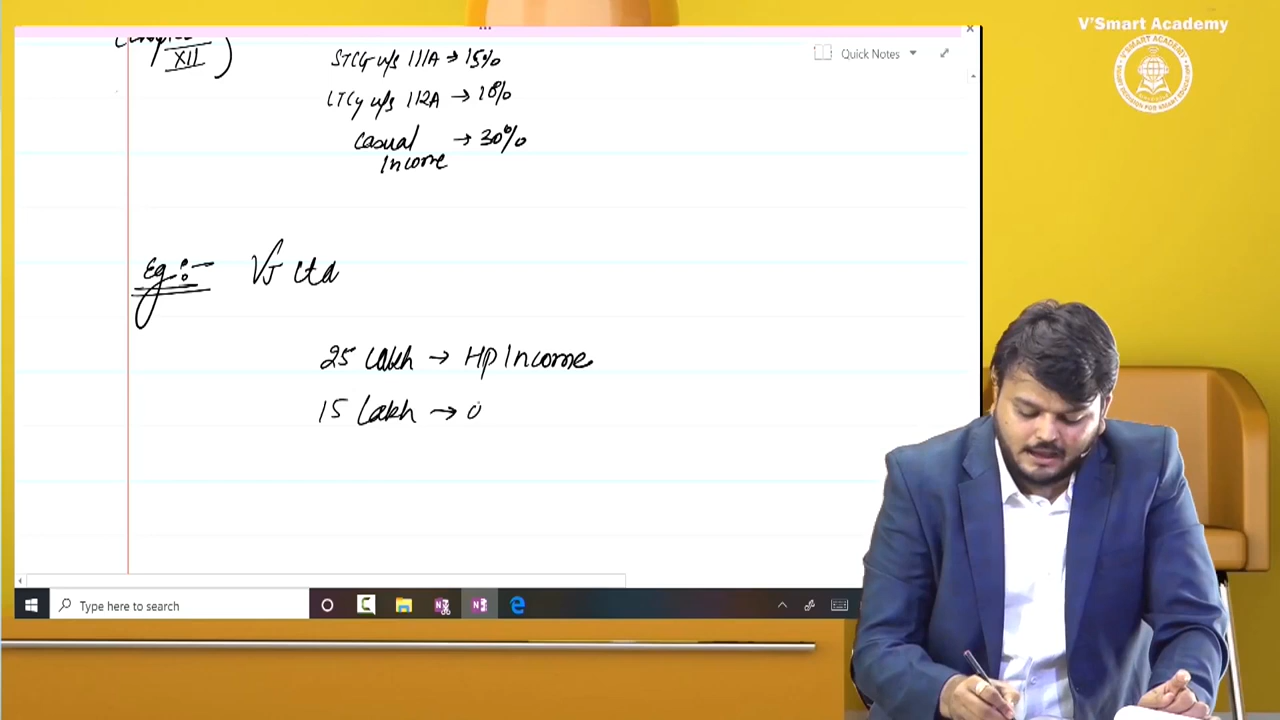 V'Smart Academy
XII )
STCG u/s 111A → 15%
Quick Notes
LTCG u/s 112A → 10%
Casual → 30%
Income
Eg:- VJ Ltd
25 Lakh → HP Income
15 Lakh → 0
Type here to search